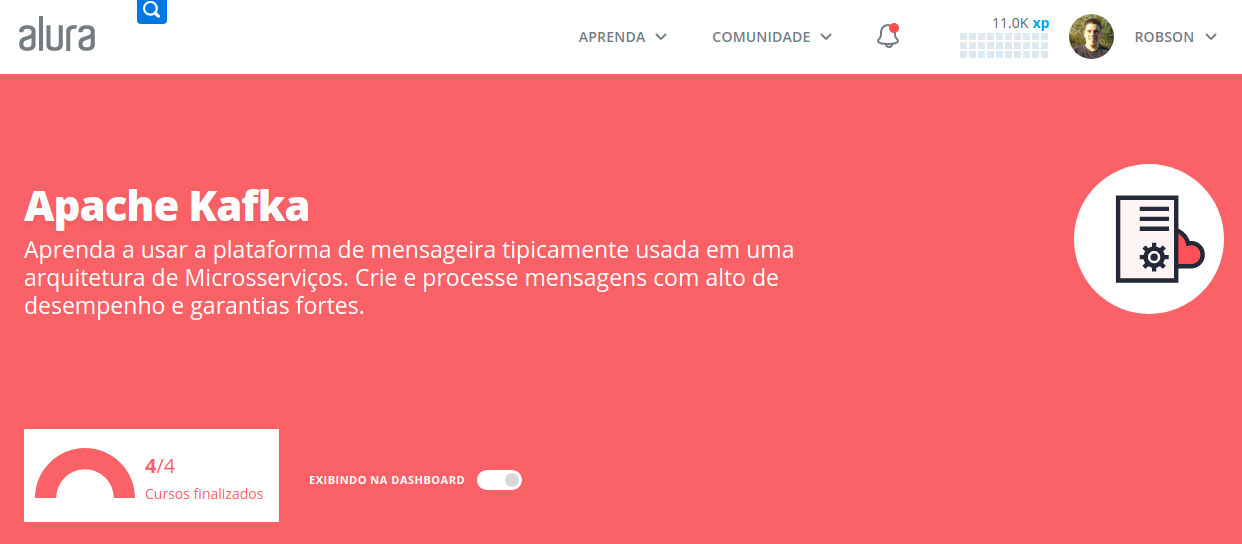 alura
APRENDA
COMUNIDADE
11.0K xp
ROBSON
Apache Kafka
Aprenda a usar a plataforma de mensageira tipicamente usada em uma
arquitetura de Microsserviços. Crie e processe mensagens com alto de
desempenho e garantias fortes.
4/4
Cursos finalizados
EXIBINDO NA DASHBOARD